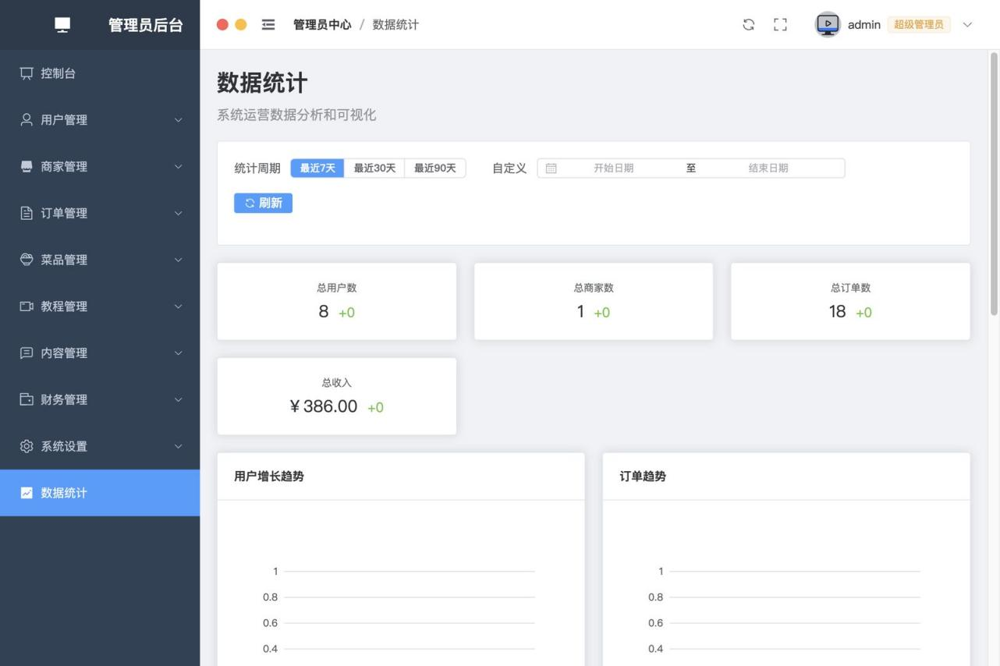 管理员后台
管理员中心 / 数据统计
admin 超级管理员
控制台
用户管理
商家管理
订单管理
菜品管理
教程管理
内容管理
财务管理
系统设置
数据统计
数据统计
系统运营数据分析和可视化
统计周期 最近7天 最近30天 最近90天 自定义 开始日期 至 结束日期
刷新
总用户数
8 +0
总商家数
1 +0
总订单数
18 +0
总收入
¥386.00 +0
用户增长趋势
1
0.8
0.6
0.4
订单趋势
1
0.8
0.6
0.4